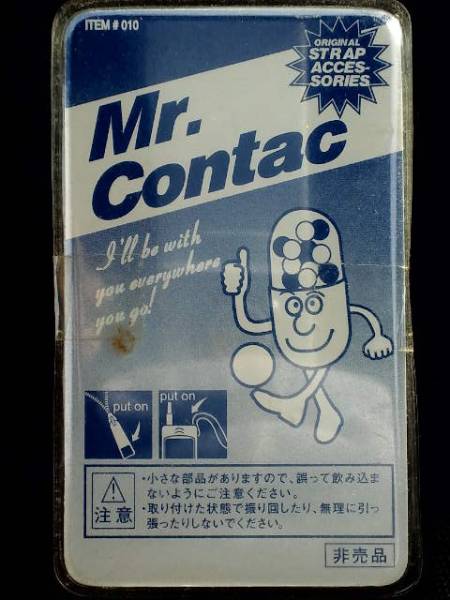 ITEM # 010
ORIGINAL
STRAP
ACCES-
SORIES
Mr.
Contac
I'll be with
you everywhere
you go!
put on
put on
注意
・小さな部品がありますので、誤って飲み込ま
ないようにご注意ください。
・取り付けた状態で振り回したり、無理に引っ
張ったりしないでください。
非売品